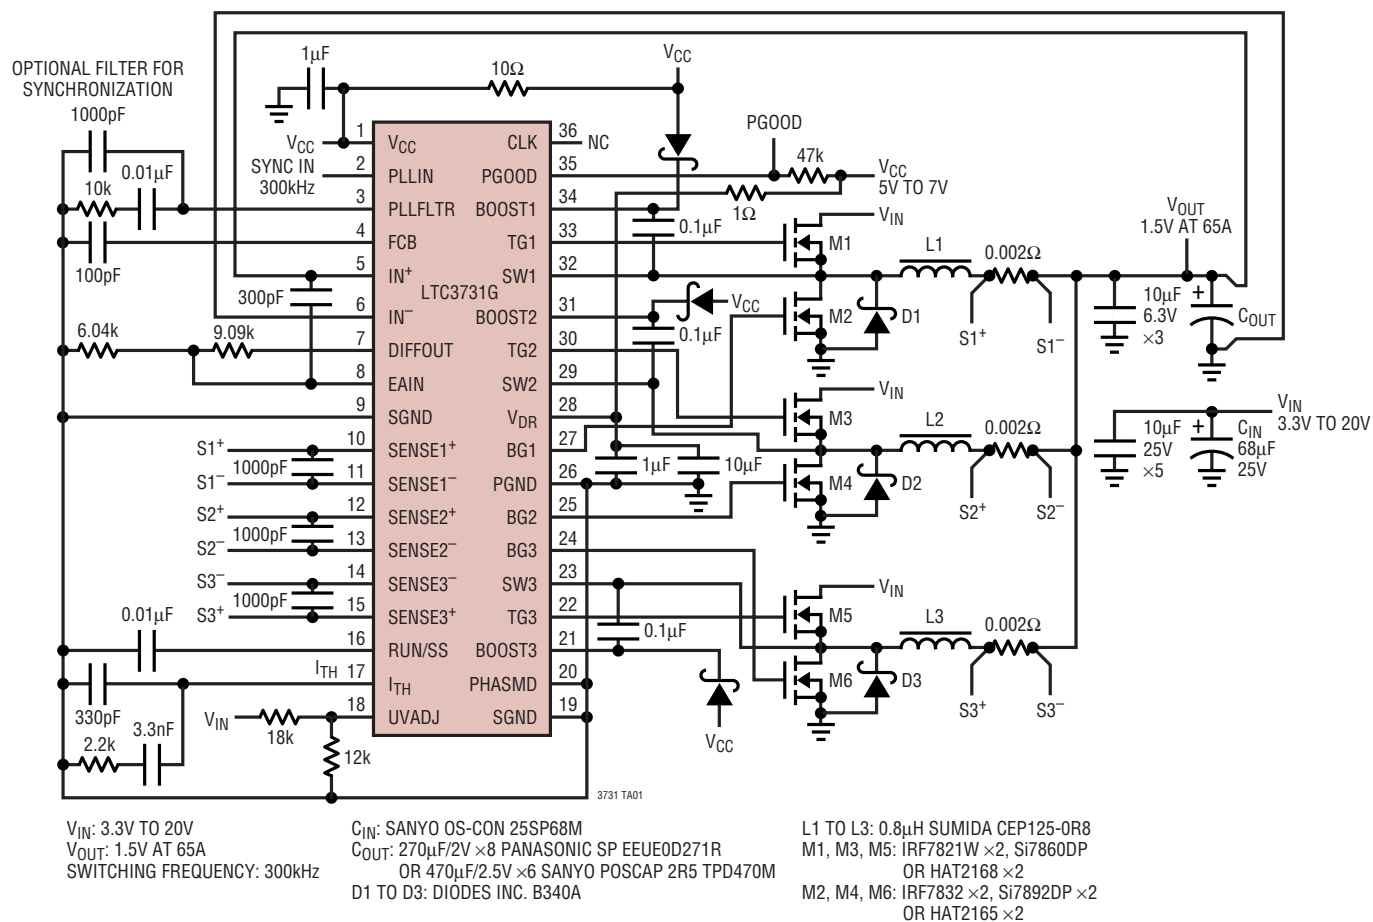 OPTIONAL FILTER FOR
SYNCHRONIZATION
1000pF
0.01µF
10k
100pF
1µF
10Ω
VCC
VCC
SYNC IN
300kHz
300pF
6.04k
9.09k
S1+
1000pF
S1−
S2+
1000pF
S2−
S3−
1000pF
S3+
0.01µF
ITH
330pF
2.2k
3.3nF
VIN
18k
12k
LTC3731G
1 VCC
2 PLLIN
3 PLLFLTR
4 FCB
5 IN+
6 IN−
7 DIFFOUT
8 EAIN
9 SGND
10 SENSE1+
11 SENSE1−
12 SENSE2+
13 SENSE2−
14 SENSE3−
15 SENSE3+
16 RUN/SS
17 ITH
18 UVADJ
CLK 36 NC
PGOOD 35
BOOST1 34
TG1 33
SW1 32
BOOST2 31
TG2 30
SW2 29
VDR 28
BG1 27
PGND 26
BG2 25
BG3 24
SW3 23
TG3 22
BOOST3 21
PHASMD 20
SGND 19
PGOOD
47k
VCC
5V TO 7V
1Ω
0.1µF
VCC
0.1µF
1µF
10µF
0.1µF
VCC
VIN
M1
M2
D1
L1
0.002Ω
S1+
S1−
VIN
M3
M4
D2
L2
0.002Ω
S2+
S2−
VIN
M5
M6
D3
L3
0.002Ω
S3+
S3−
VOUT
1.5V AT 65A
10µF
6.3V
×3
+
COUT
VIN
3.3V TO 20V
10µF
25V
×5
+
CIN
68µF
25V
3731 TA01
VIN: 3.3V TO 20V
VOUT: 1.5V AT 65A
SWITCHING FREQUENCY: 300kHz
CIN: SANYO OS-CON 25SP68M
COUT: 270µF/2V ×8 PANASONIC SP EEUE0D271R
OR 470µF/2.5V ×6 SANYO POSCAP 2R5 TPD470M
D1 TO D3: DIODES INC. B340A
L1 TO L3: 0.8µH SUMIDA CEP125-0R8
M1, M3, M5: IRF7821W ×2, Si7860DP
OR HAT2168 ×2
M2, M4, M6: IRF7832 ×2, Si7892DP ×2
OR HAT2165 ×2